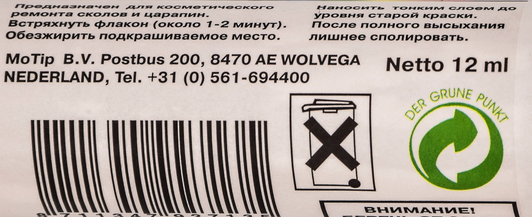 Предназначен для косметического
ремонта сколов и царапин.
Встряхнуть флакон (около 1-2 минут).
Обезжирить подкрашиваемое место.
Наносить тонким слоем до
уровня старой краски.
После полного высыхания
лишнее сполировать.
MoTip B.V. Postbus 200, 8470 AE WOLVEGA
NEDERLAND, Tel. +31 (0) 561-694400
Netto 12 ml
DER GRÜNE PUNKT
ВНИМАНИЕ!